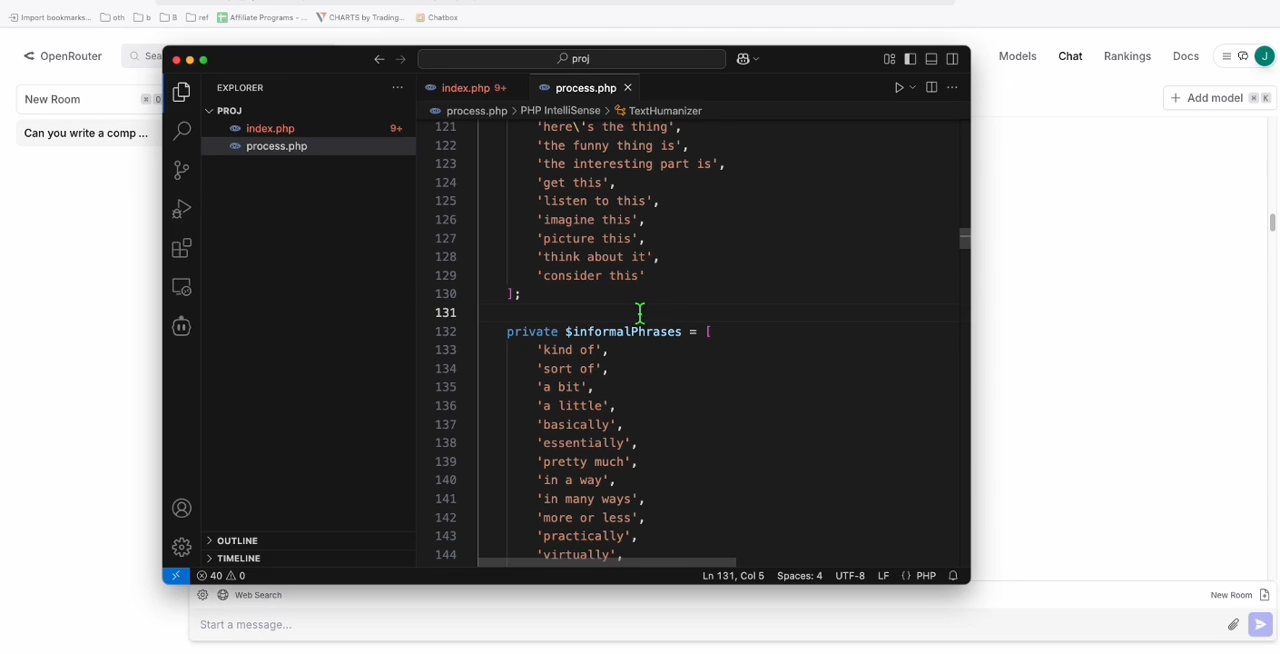 Import bookmarks...
oth
b
B
ref
Affiliate Programs - ...
CHARTS by Trading...
Chatbox
OpenRouter
Sea
Models
Chat
Rankings
Docs
J
New Room
Can you write a comp ...
+ Add model
K
proj
EXPLORER
PROJ
index.php
9+
process.php
index.php 9+
process.php
process.php > PHP IntelliSense > TextHumanizer
121 'here\'s the thing',
122 'the funny thing is',
123 'the interesting part is',
124 'get this',
125 'listen to this',
126 'imagine this',
127 'picture this',
128 'think about it',
129 'consider this'
130 ];
131
132 private $informalPhrases = [
133 'kind of',
134 'sort of',
135 'a bit',
136 'a little',
137 'basically',
138 'essentially',
139 'pretty much',
140 'in a way',
141 'in many ways',
142 'more or less',
143 'practically',
144 'virtually',
OUTLINE
TIMELINE
40 0
Ln 131, Col 5
Spaces: 4
UTF-8
LF
{} PHP
Web Search
New Room
Start a message...